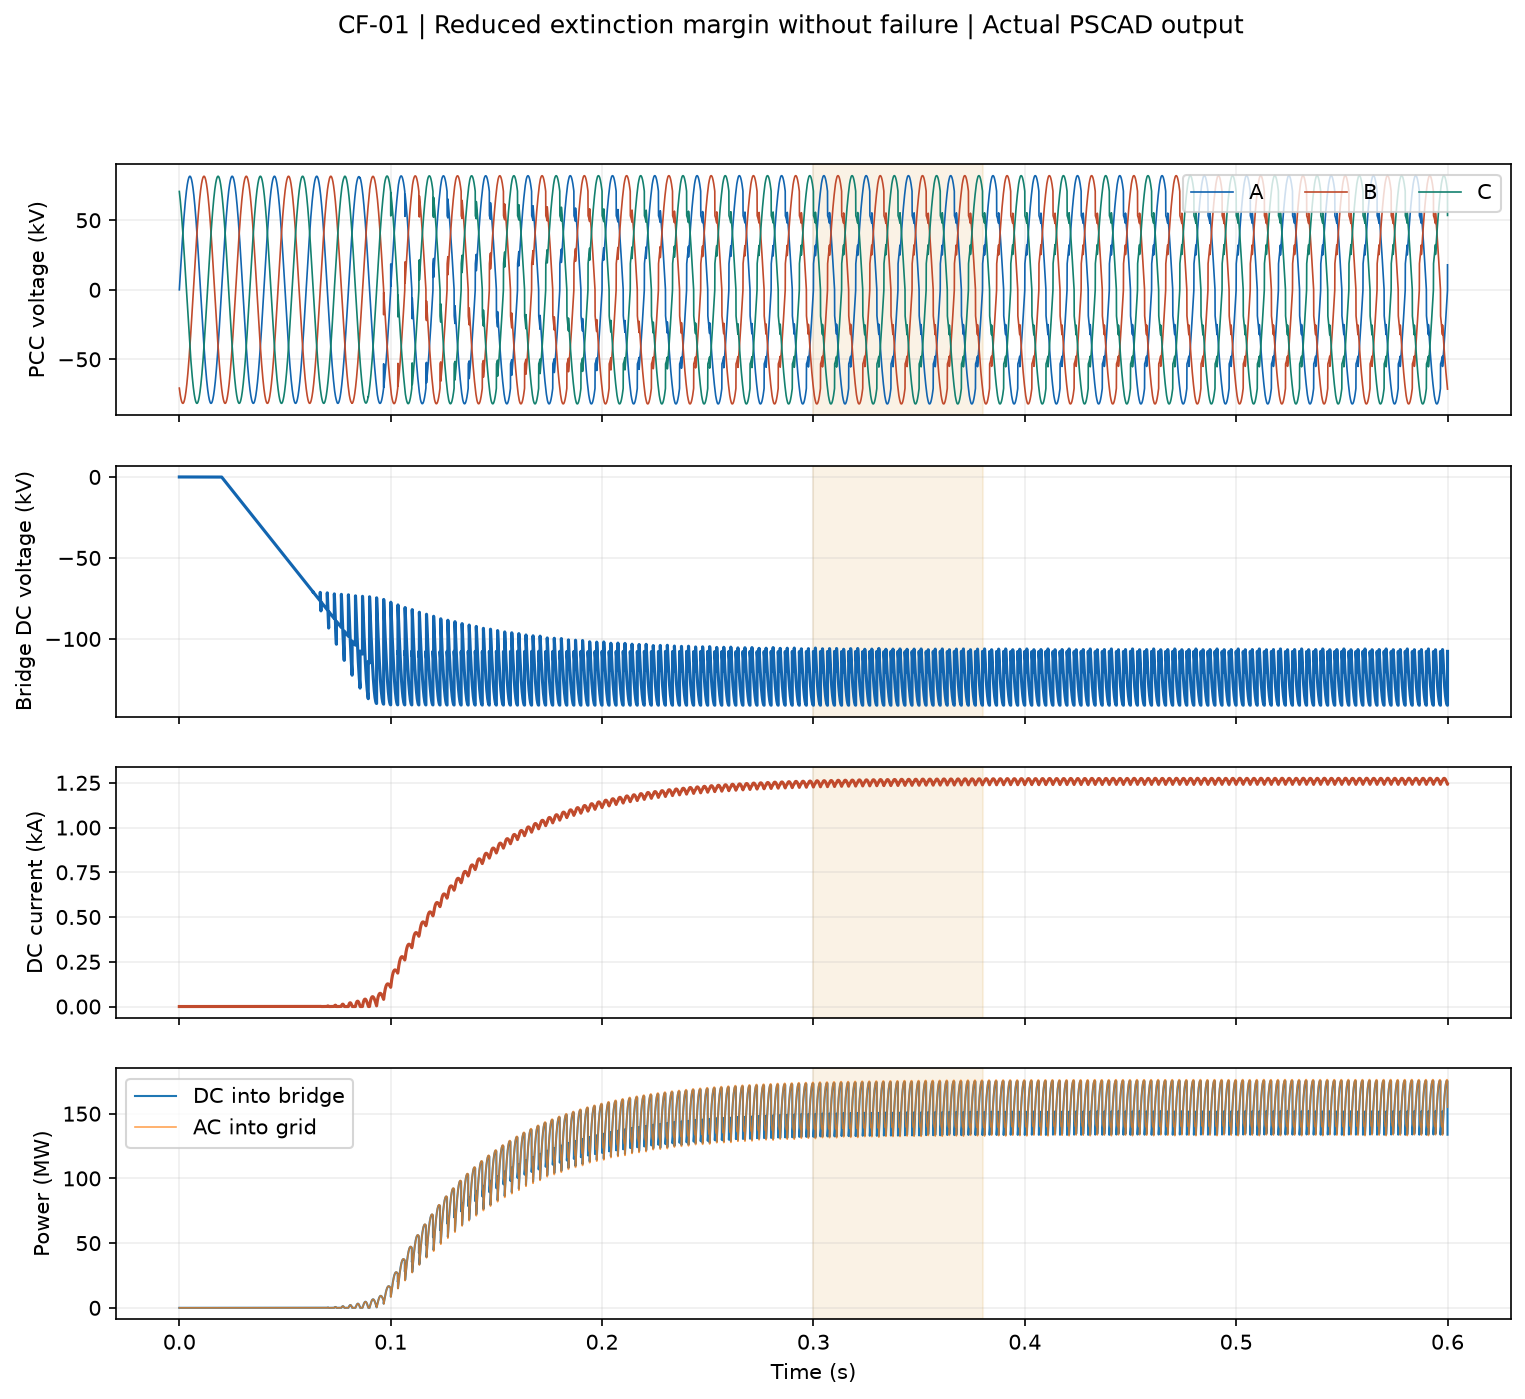 CF-01 | Reduced extinction margin without failure | Actual PSCAD output
PCC voltage (kV)
50
0
−50
A B C
Bridge DC voltage (kV)
0
−50
−100
DC current (kA)
1.25
1.00
0.75
0.50
0.25
0.00
Power (MW)
150
100
50
0
DC into bridge
AC into grid
0.0 0.1 0.2 0.3 0.4 0.5 0.6
Time (s)